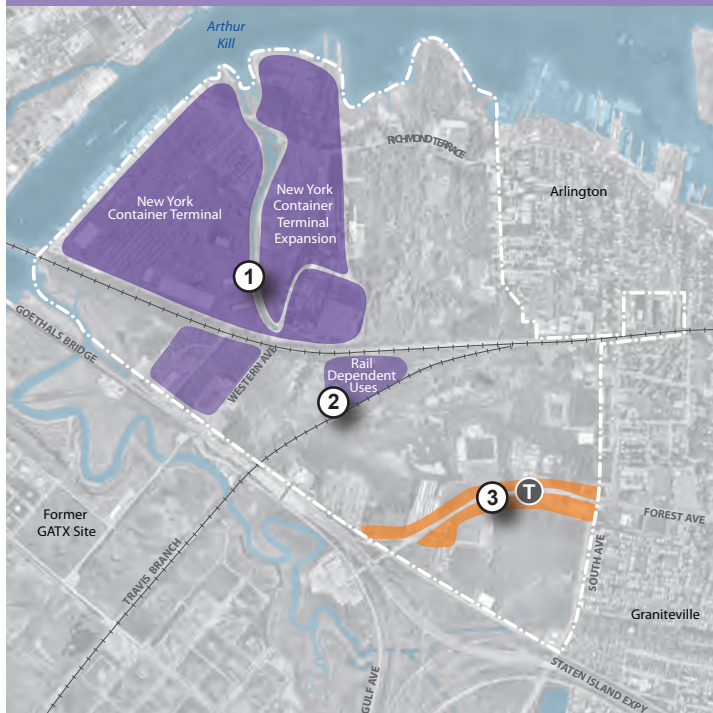 Arthur
Kill
RICHMOND TERRACE
Arlington
New York
Container Terminal
New York
Container
Terminal
Expansion
1
GOETHALS BRIDGE
WESTERN AVE
Rail
Dependent
Uses
2
3
T
Former
GATX Site
FOREST AVE
TRAVIS BRANCH
SOUTH AVE
Graniteville
GULF AVE
STATEN ISLAND EXPY